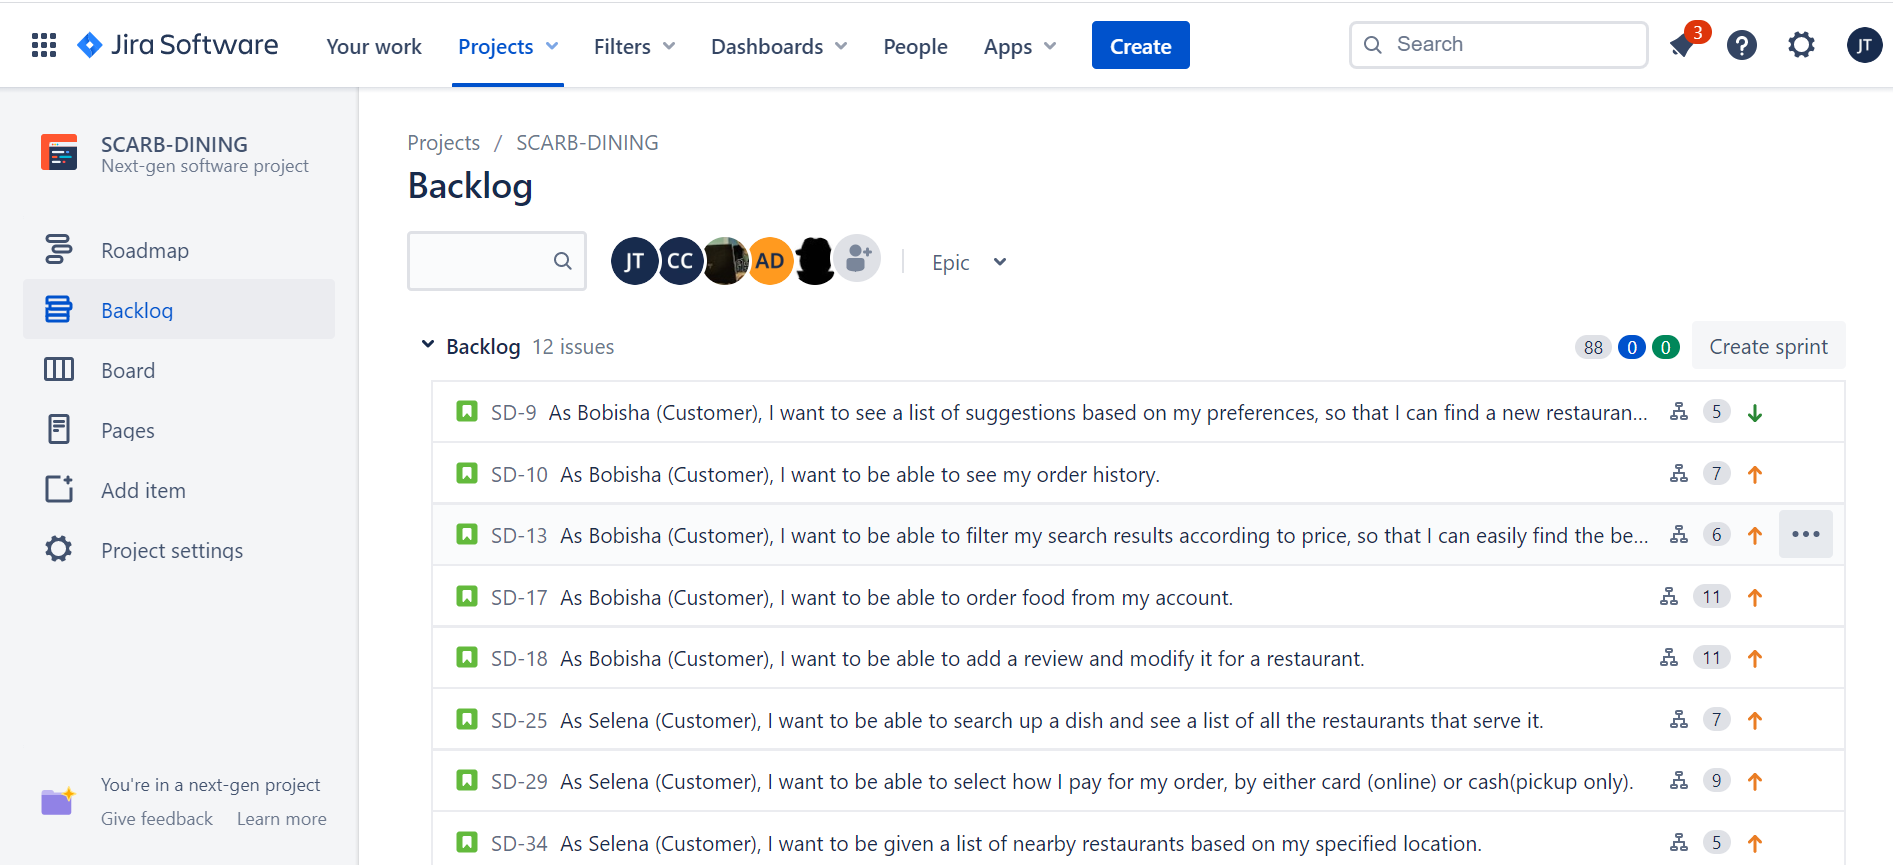 Jira Software Your work Projects Filters Dashboards People Apps Create Search 3 ? JT
SCARB-DINING
Next-gen software project
Roadmap
Backlog
Board
Pages
Add item
Project settings
You're in a next-gen project
Give feedback Learn more
Projects / SCARB-DINING
Backlog
JT CC AD Epic
Backlog 12 issues 88 0 0 Create sprint
SD-9 As Bobisha (Customer), I want to see a list of suggestions based on my preferences, so that I can find a new restauran... 5
SD-10 As Bobisha (Customer), I want to be able to see my order history. 7
SD-13 As Bobisha (Customer), I want to be able to filter my search results according to price, so that I can easily find the be... 6
SD-17 As Bobisha (Customer), I want to be able to order food from my account. 11
SD-18 As Bobisha (Customer), I want to be able to add a review and modify it for a restaurant. 11
SD-25 As Selena (Customer), I want to be able to search up a dish and see a list of all the restaurants that serve it. 7
SD-29 As Selena (Customer), I want to be able to select how I pay for my order, by either card (online) or cash(pickup only). 9
SD-34 As Selena (Customer), I want to be given a list of nearby restaurants based on my specified location. 5